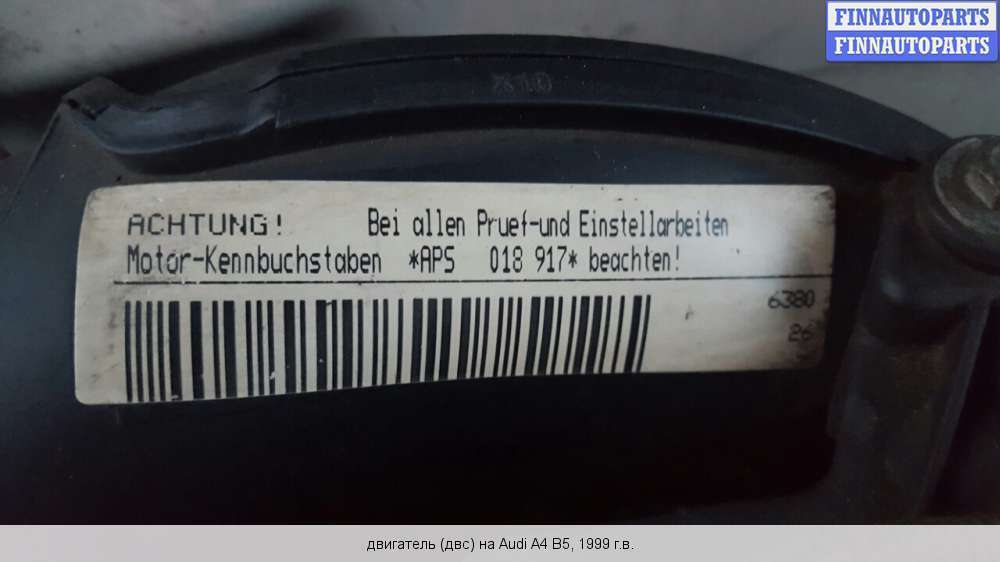 FINNAUTOPARTS
FINNAUTOPARTS
ACHTUNG! Bei allen Pruef-und Einstellarbeiten
Motor-Kennbuchstaben *APS 018 917* beachten!
6380
26
двигатель (двс) на Audi A4 B5, 1999 г.в.